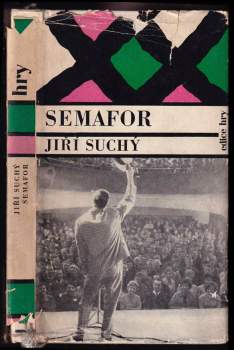 SEMAFOR
JIŘÍ SUCHÝ
edice hry
hry
JIŘÍ SUCHÝ
SEMAFOR